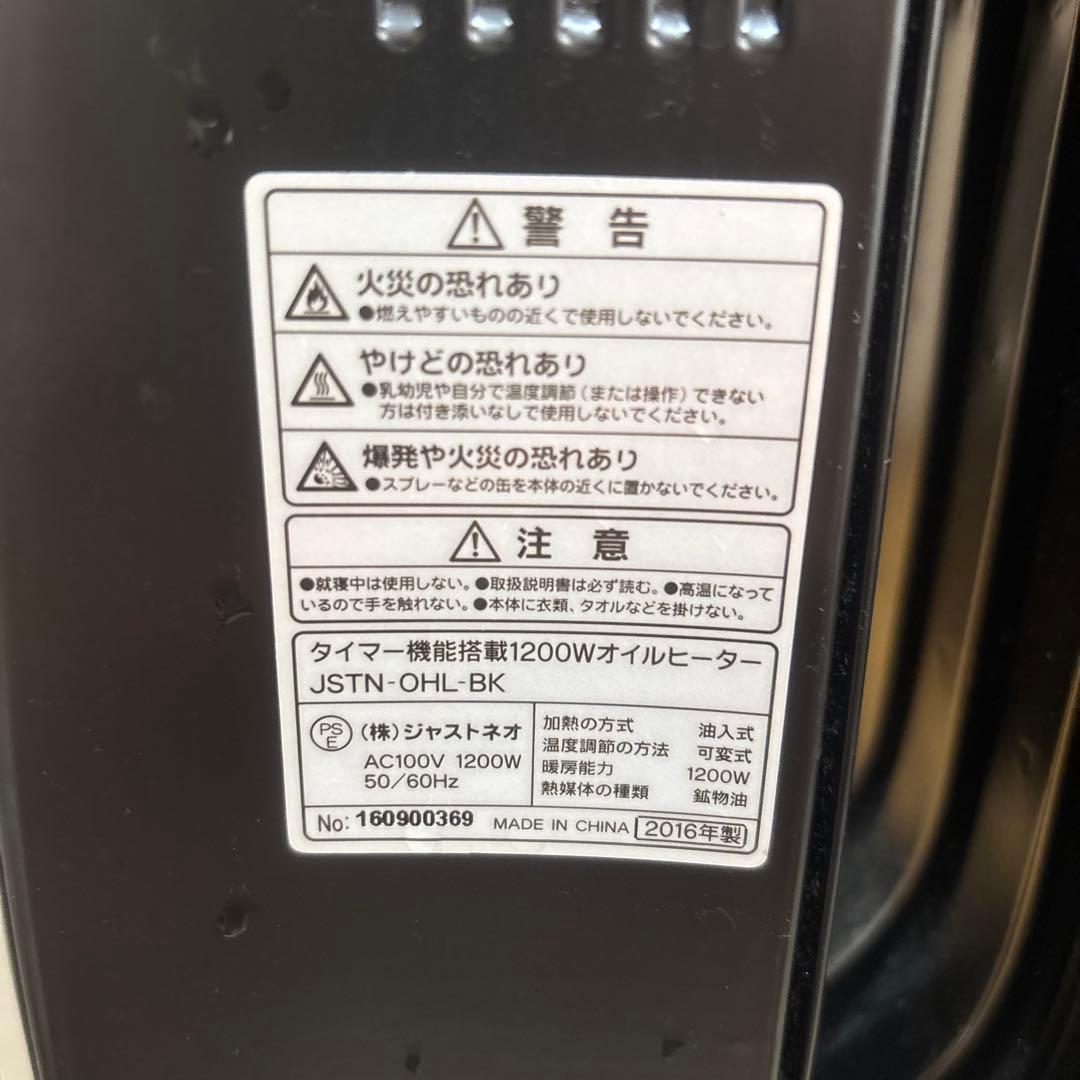 警告
火災の恐れあり
●燃えやすいものの近くで使用しないでください。
やけどの恐れあり
●乳幼児や自分で温度調節(または操作)できない
方は付き添いなしで使用しないでください。
爆発や火災の恐れあり
●スプレーなどの缶を本体の近くに置かないでください。
注意
●就寝中は使用しない。●取扱説明書は必ず読む。●高温になって
いるので手を触れない。●本体に衣類、タオルなどを掛けない。
タイマー機能搭載1200Wオイルヒーター
JSTN-OHL-BK
PS
E
(株)ジャストネオ
AC100V 1200W
50/60Hz
加熱の方式 油入式
温度調節の方法 可変式
暖房能力 1200W
熱媒体の種類 鉱物油
No: 160900369 MADE IN CHINA 2016年製